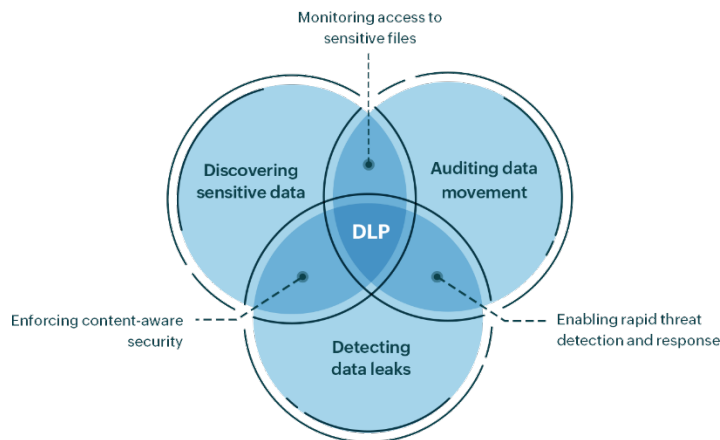 Monitoring access to
sensitive files
Discovering
sensitive data
Auditing data
movement
DLP
Enforcing content-aware
security
Enabling rapid threat
detection and response
Detecting
data leaks